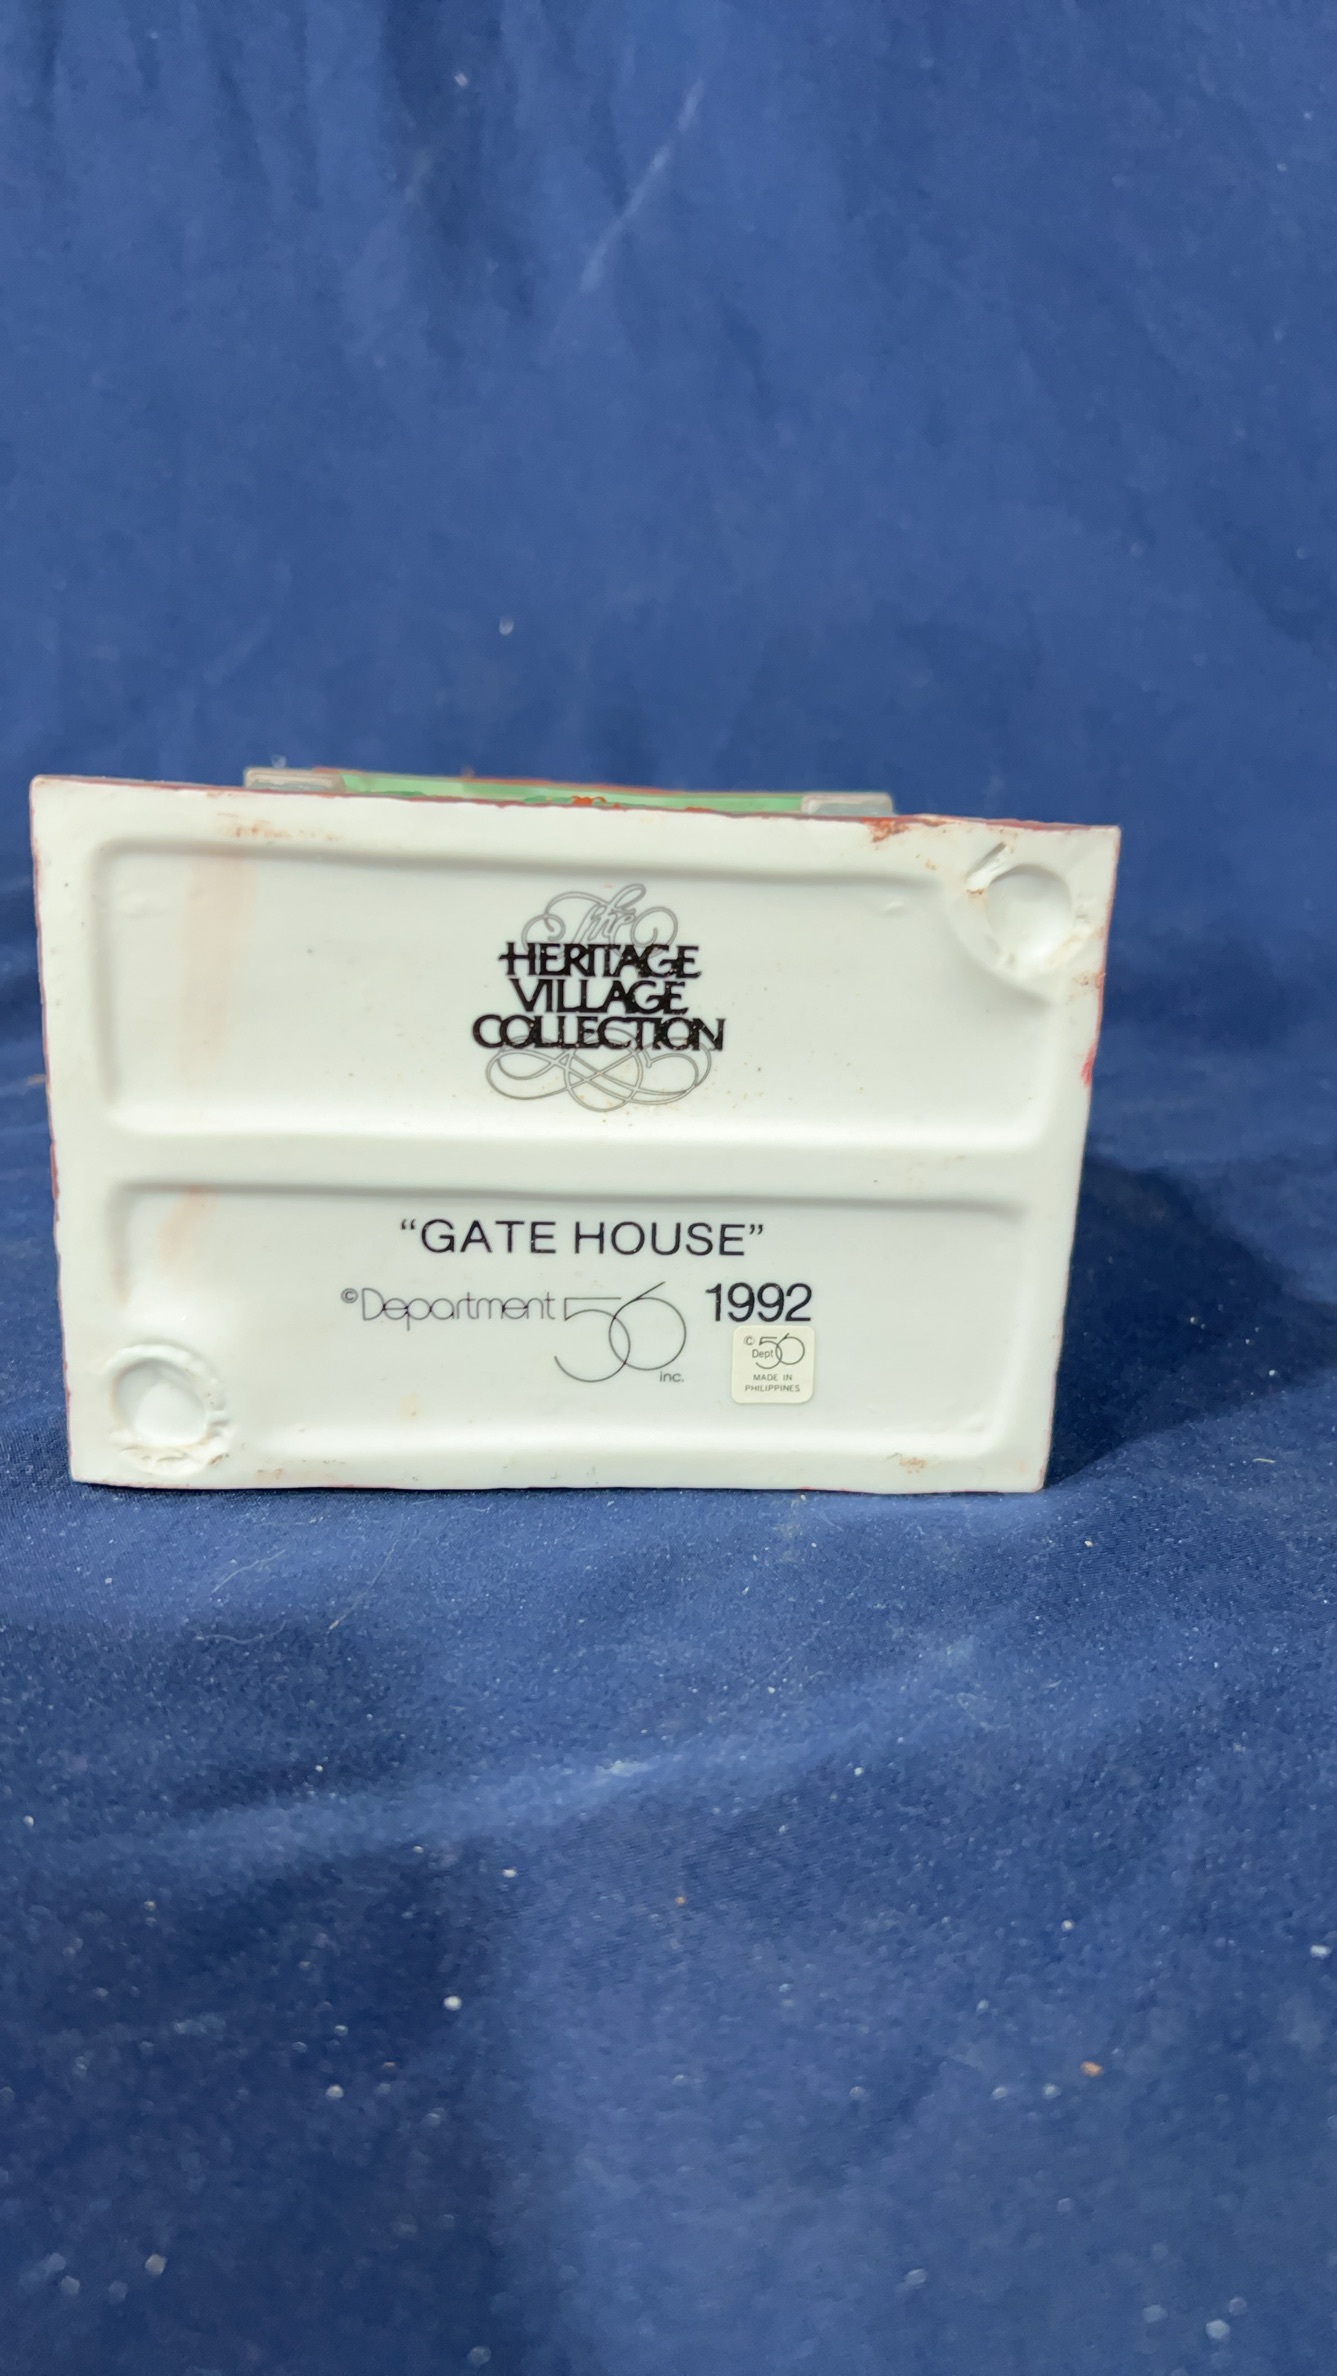 The
HERITAGE
VILLAGE
COLLECTION
“GATE HOUSE”
©Department 56 1992
inc.
© 56
Dept
MADE IN
PHILIPPINES